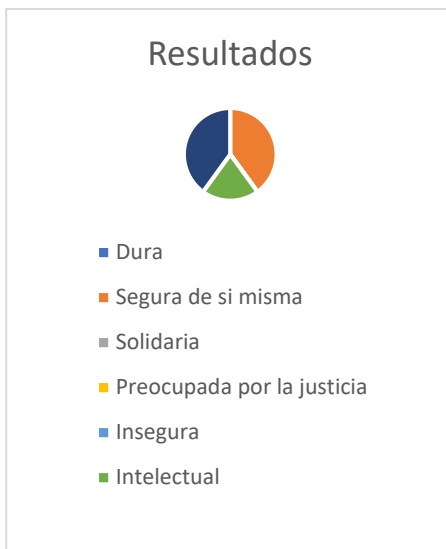 Resultados
Dura
Segura de si misma
Solidaria
Preocupada por la justicia
Insegura
Intelectual